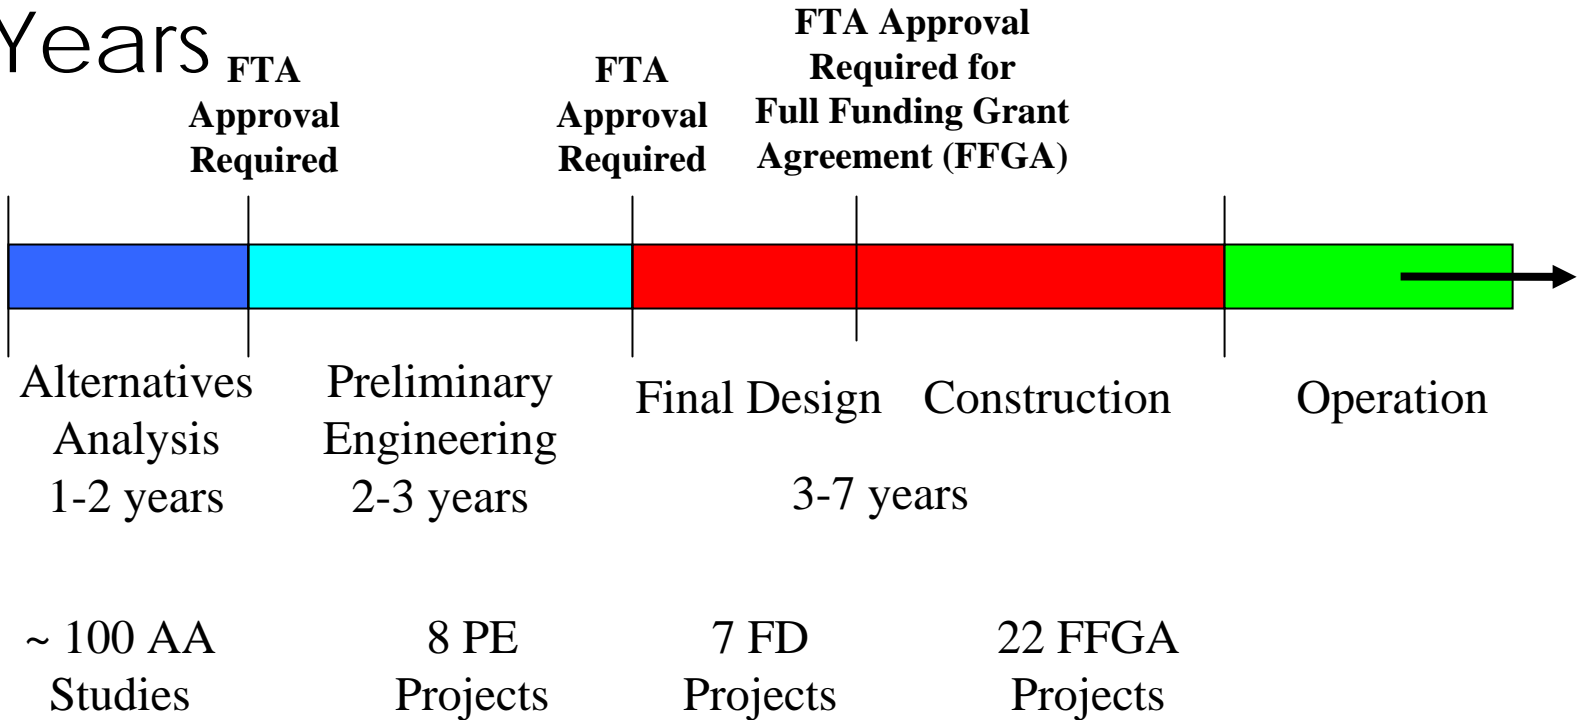 Years
FTA
Approval
Required
FTA
Approval
Required
FTA Approval
Required for
Full Funding Grant
Agreement (FFGA)
Alternatives
Analysis
1-2 years
Preliminary
Engineering
2-3 years
Final Design
Construction
3-7 years
Operation
~ 100 AA
Studies
8 PE
Projects
7 FD
Projects
22 FFGA
Projects